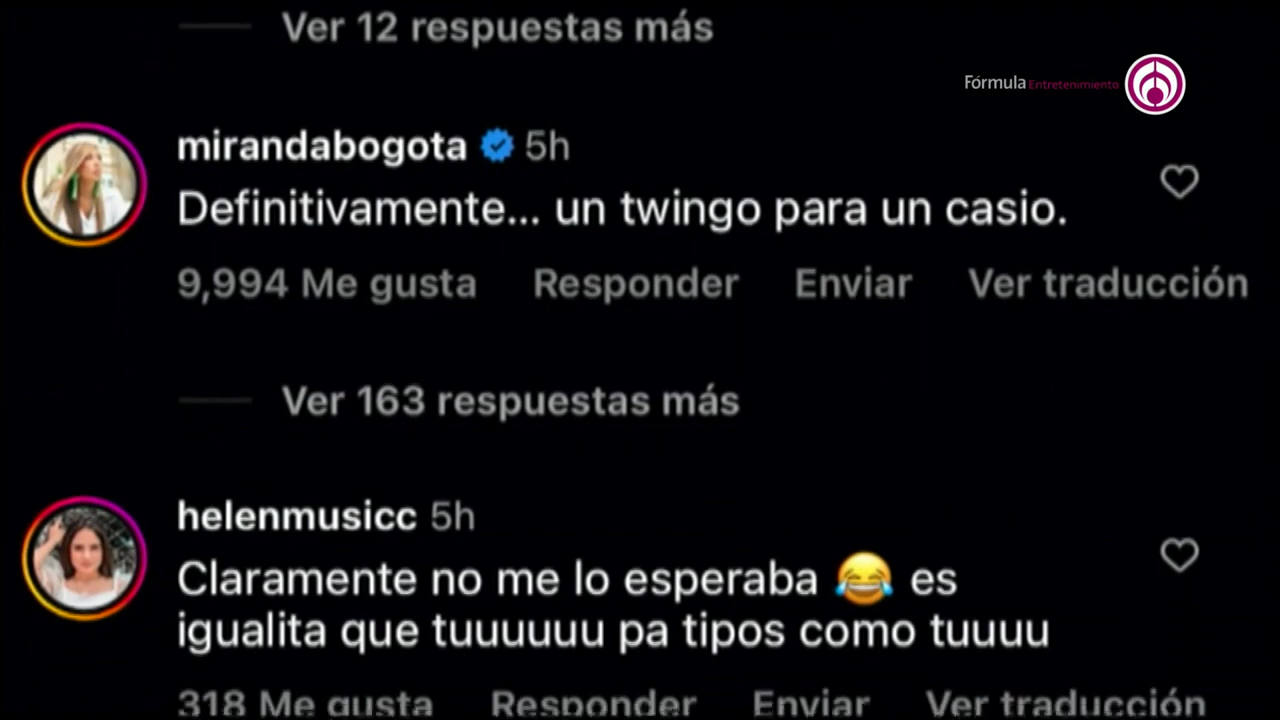 Ver 12 respuestas más
Fórmula Entretenimiento
mirandabogota 5h
Definitivamente... un twingo para un casio.
9,994 Me gusta Responder Enviar Ver traducción
Ver 163 respuestas más
helenmusicc 5h
Claramente no me lo esperaba 😂 es
igualita que tuuuuuu pa tipos como tuuuu
318 Me gusta Responder Enviar Ver traducción